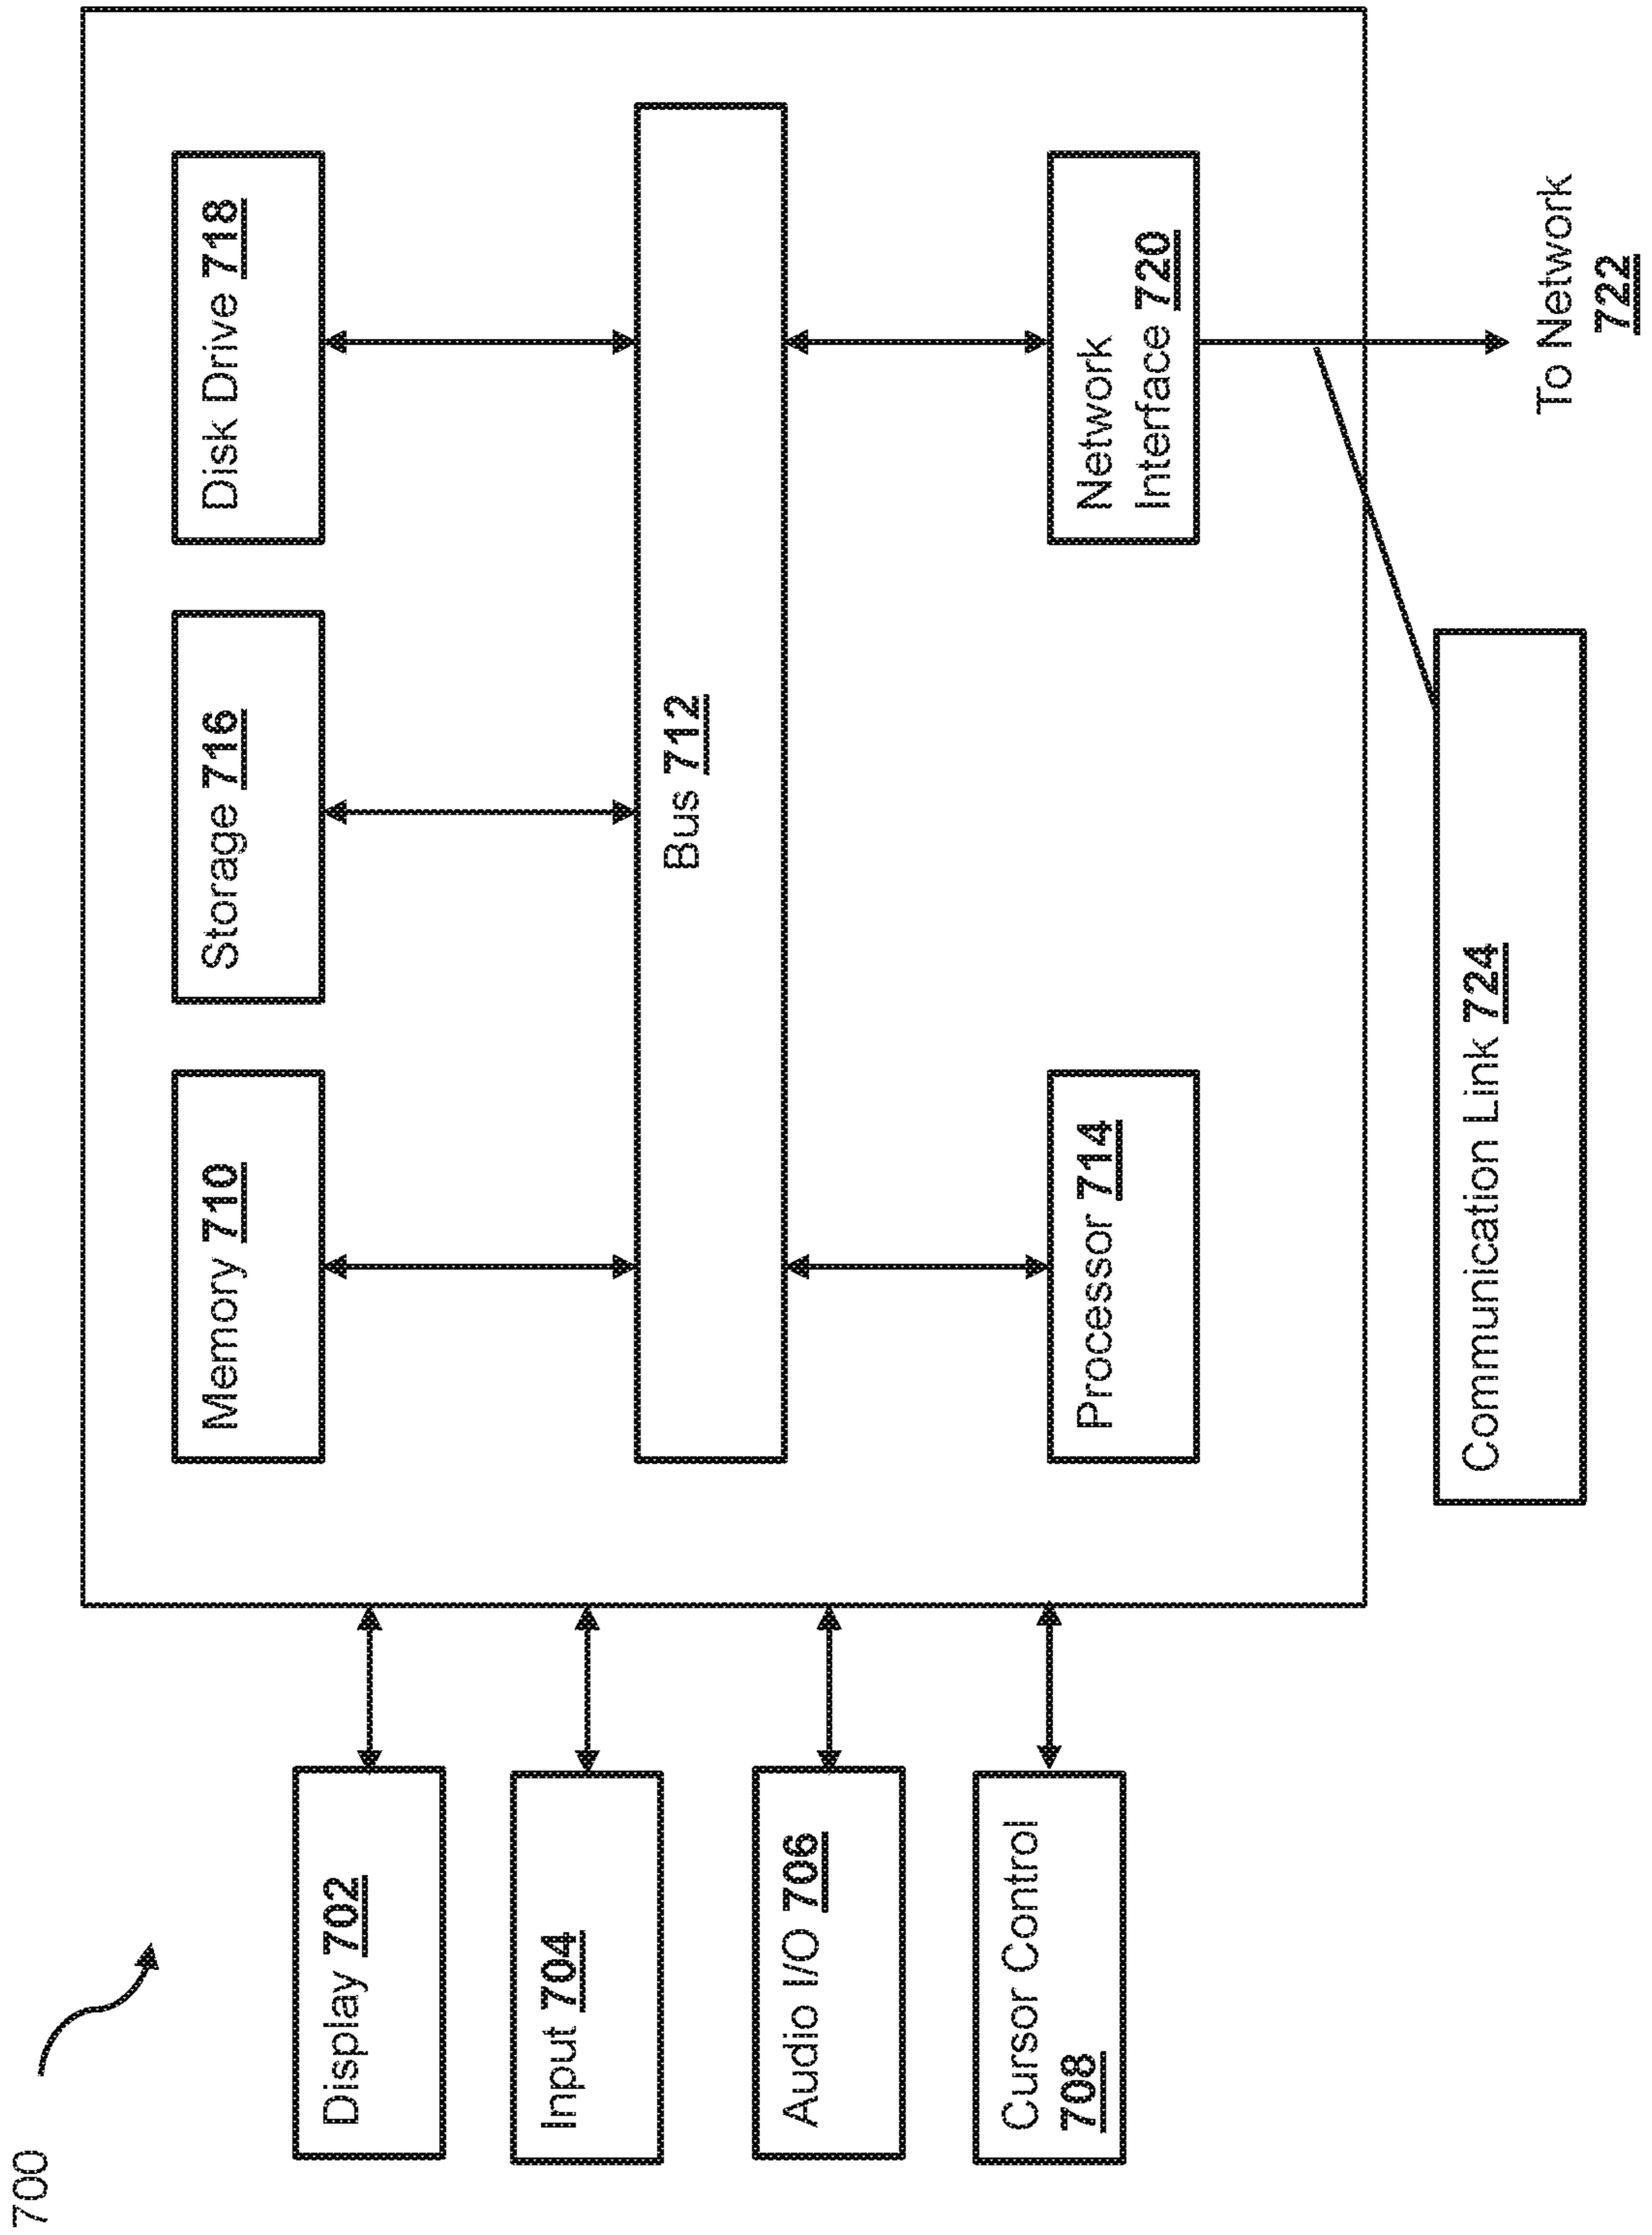 700
Display 702
Input 704
Audio I/O 706
Cursor Control
708
Memory 710
Storage 716
Disk Drive 718
Bus 712
Processor 714
Network
Interface 720
Communication Link 724
To Network
722